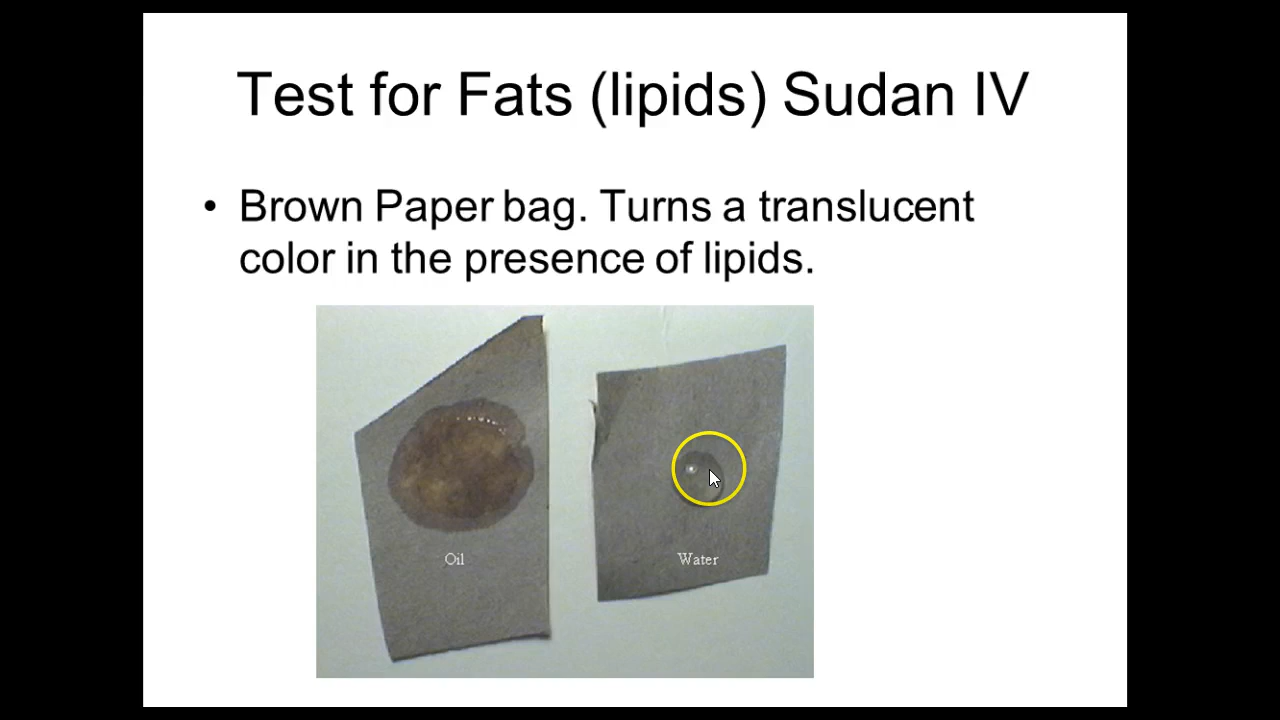 Test for Fats (lipids) Sudan IV
• Brown Paper bag. Turns a translucent
color in the presence of lipids.
Oil
Water